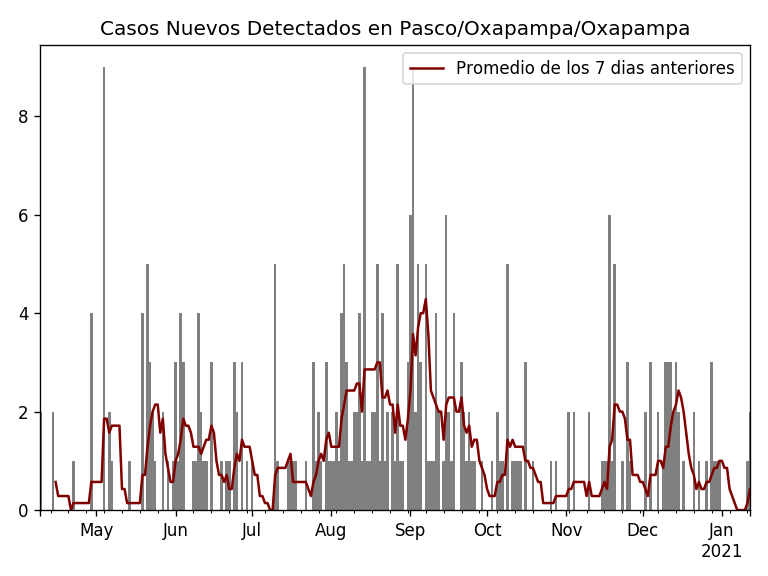 Casos Nuevos Detectados en Pasco/Oxapampa/Oxapampa
Promedio de los 7 dias anteriores
8
6
4
2
0
May Jun Jul Aug Sep Oct Nov Dec Jan
2021